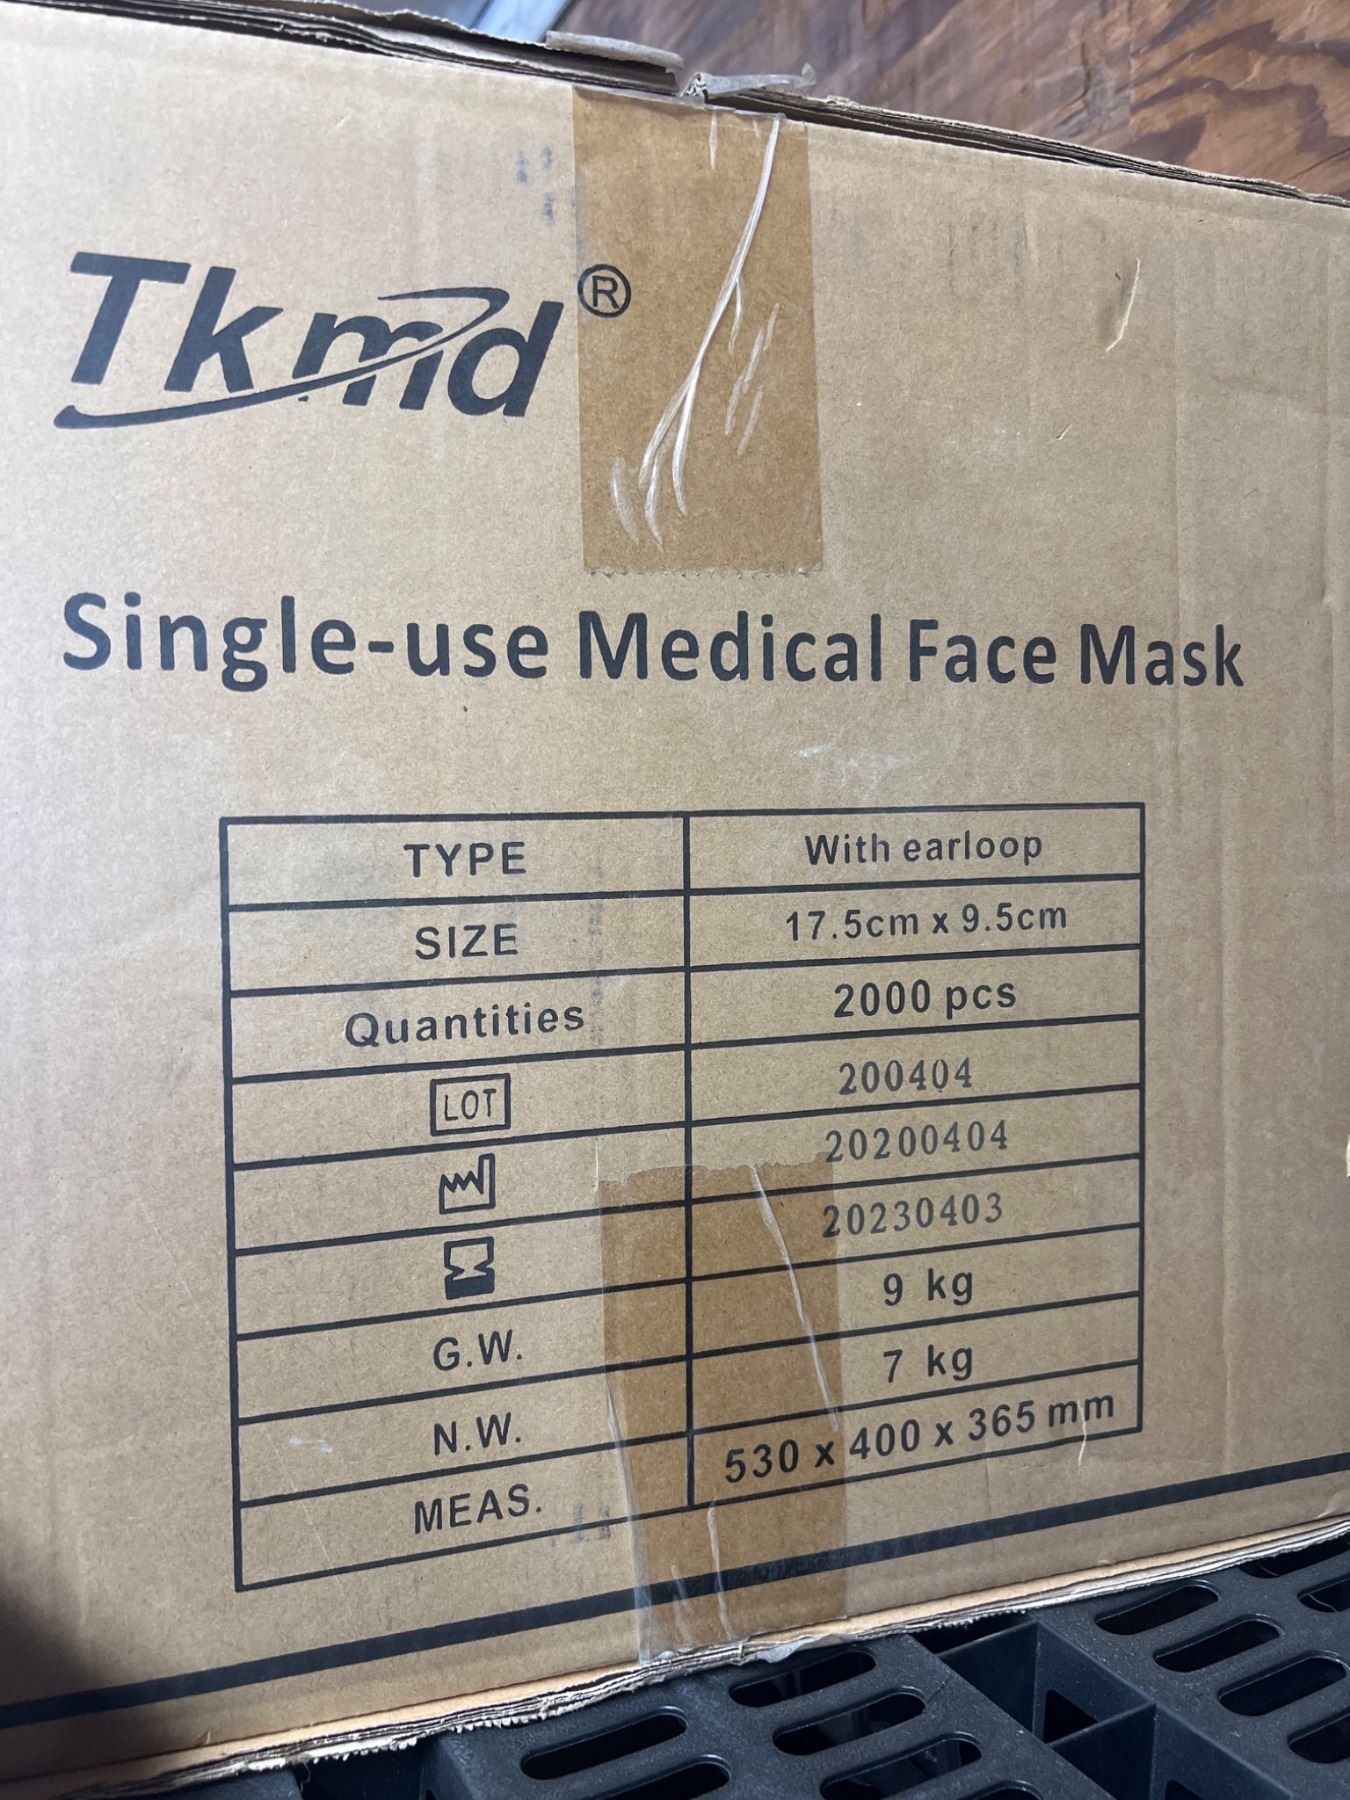 Tkmd®
Single-use Medical Face Mask
TYPE With earloop
SIZE 17.5cm x 9.5cm
Quantities 2000 pcs
LOT 200404
20200404
20230403
G.W. 9 kg
N.W. 7 kg
MEAS. 530 x 400 x 365 mm